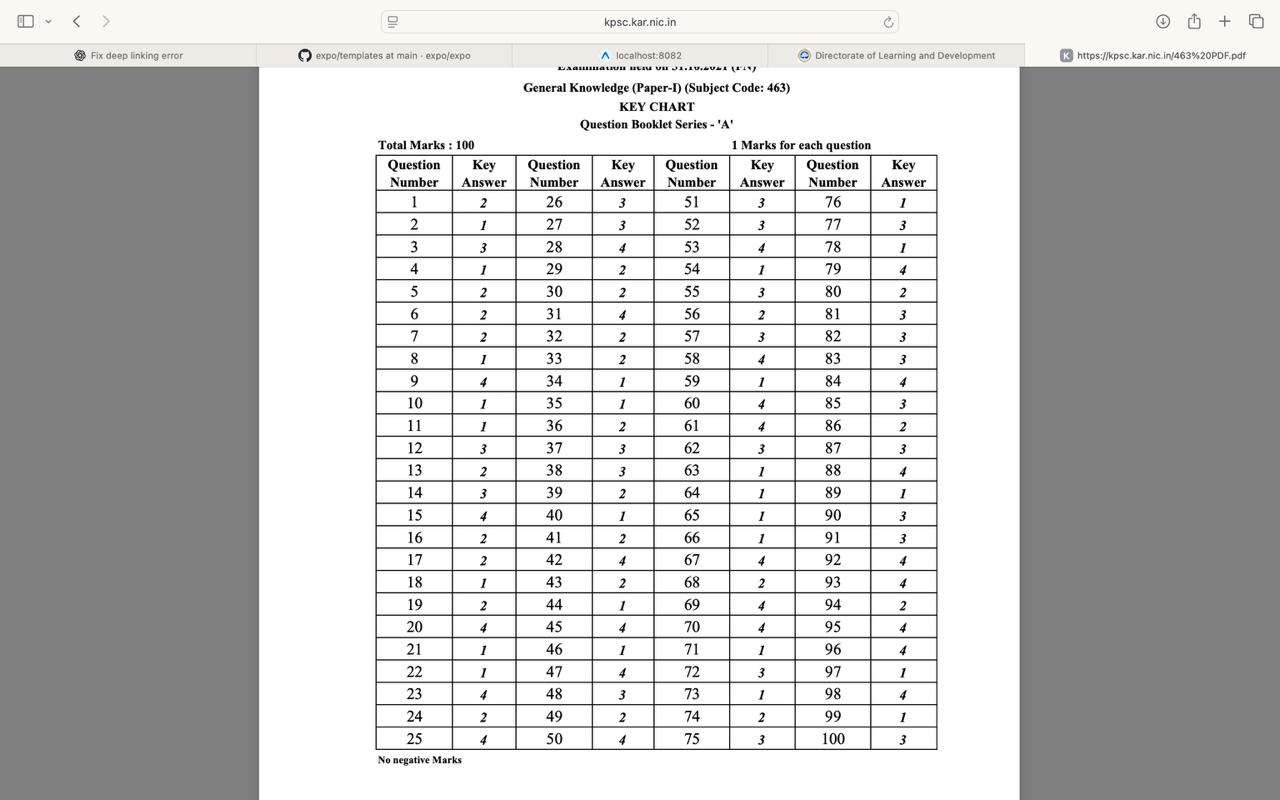 kpsc.kar.nic.in
Fix deep linking error
expo/templates at main · expo/expo
localhost:8082
Directorate of Learning and Development
K https://kpsc.kar.nic.in/463%20PDF.pdf
Examination held on 31.10.2021 (FN)
General Knowledge (Paper-I) (Subject Code: 463)
KEY CHART
Question Booklet Series - 'A'
Total Marks : 100 1 Marks for each question
Question Key Question Key Question Key Question Key
Number Answer Number Answer Number Answer Number Answer
1 2 26 3 51 3 76 1
2 1 27 3 52 3 77 3
3 3 28 4 53 4 78 1
4 1 29 2 54 1 79 4
5 2 30 2 55 3 80 2
6 2 31 4 56 2 81 3
7 2 32 2 57 3 82 3
8 1 33 2 58 4 83 3
9 4 34 1 59 1 84 4
10 1 35 1 60 4 85 3
11 1 36 2 61 4 86 2
12 3 37 3 62 3 87 3
13 2 38 3 63 1 88 4
14 3 39 2 64 1 89 1
15 4 40 1 65 1 90 3
16 2 41 2 66 1 91 3
17 2 42 4 67 4 92 4
18 1 43 2 68 2 93 4
19 2 44 1 69 4 94 2
20 4 45 4 70 4 95 4
21 1 46 1 71 1 96 4
22 1 47 4 72 3 97 1
23 4 48 3 73 1 98 4
24 2 49 2 74 2 99 1
25 4 50 4 75 3 100 3
No negative Marks